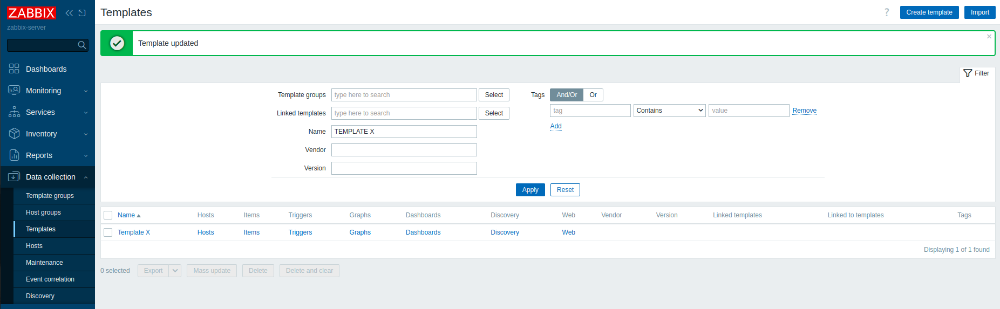 ZABBIX
zabbix-server
Dashboards
Monitoring
Services
Inventory
Reports
Data collection
Template groups
Host groups
Templates
Hosts
Maintenance
Event correlation
Discovery
Templates
? Create template Import
Template updated
Filter
Template groups type here to search Select
Linked templates type here to search Select
Name TEMPLATE X
Vendor
Version
Tags And/Or Or
tag Contains value Remove
Add
Apply Reset
Name Hosts Items Triggers Graphs Dashboards Discovery Web Vendor Version Linked templates Linked to templates Tags
Template X Hosts Items Triggers Graphs Dashboards Discovery Web
Displaying 1 of 1 found
0 selected Export Mass update Delete Delete and clear